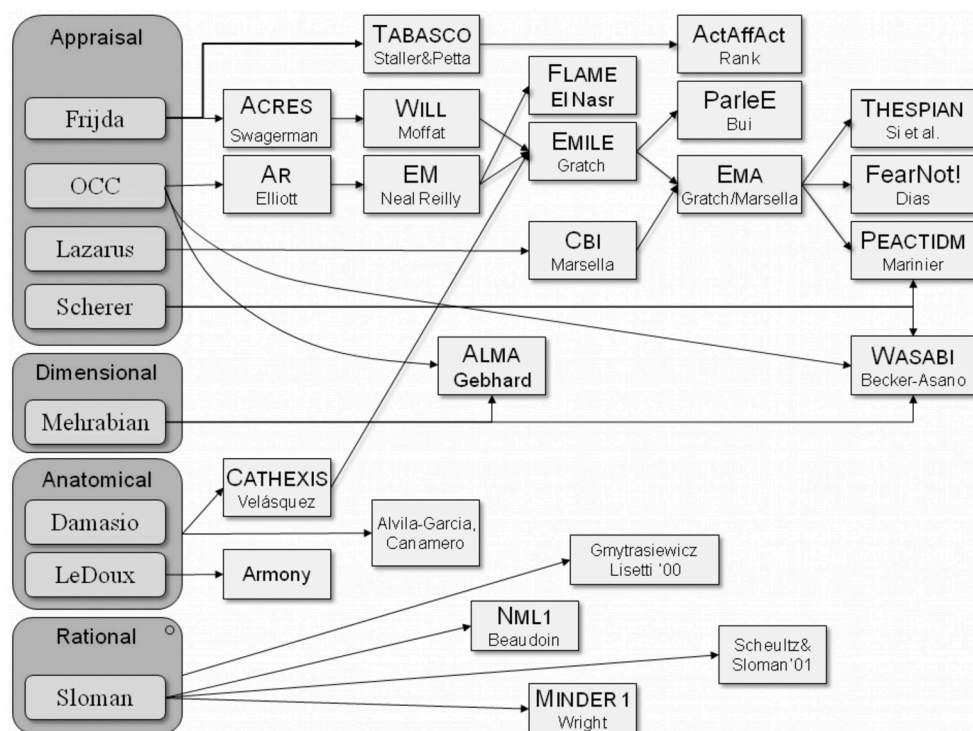 Appraisal
Frijda
OCC
Lazarus
Scherer
TABASCO
Staller&Petta
ActAffAct
Rank
FLAME
El Nasr
ACRES
Swagerman
WILL
Moffat
EMILE
Gratch
ParleE
Bui
THESPIAN
Si et al.
AR
Elliott
EM
Neal Reilly
EMA
Gratch/Marsella
FearNot!
Dias
CBI
Marsella
PEACTIDM
Marinier
ALMA
Gebhard
WASABI
Becker-Asano
Dimensional
Mehrabian
Anatomical
Damasio
LeDoux
CATHEXIS
Velásquez
Alvila-Garcia,
Canamero
Armony
Gmytrasiewicz
Lisetti '00
Rational
Sloman
NML1
Beaudoin
Scheultz&
Sloman'01
MINDER1
Wright